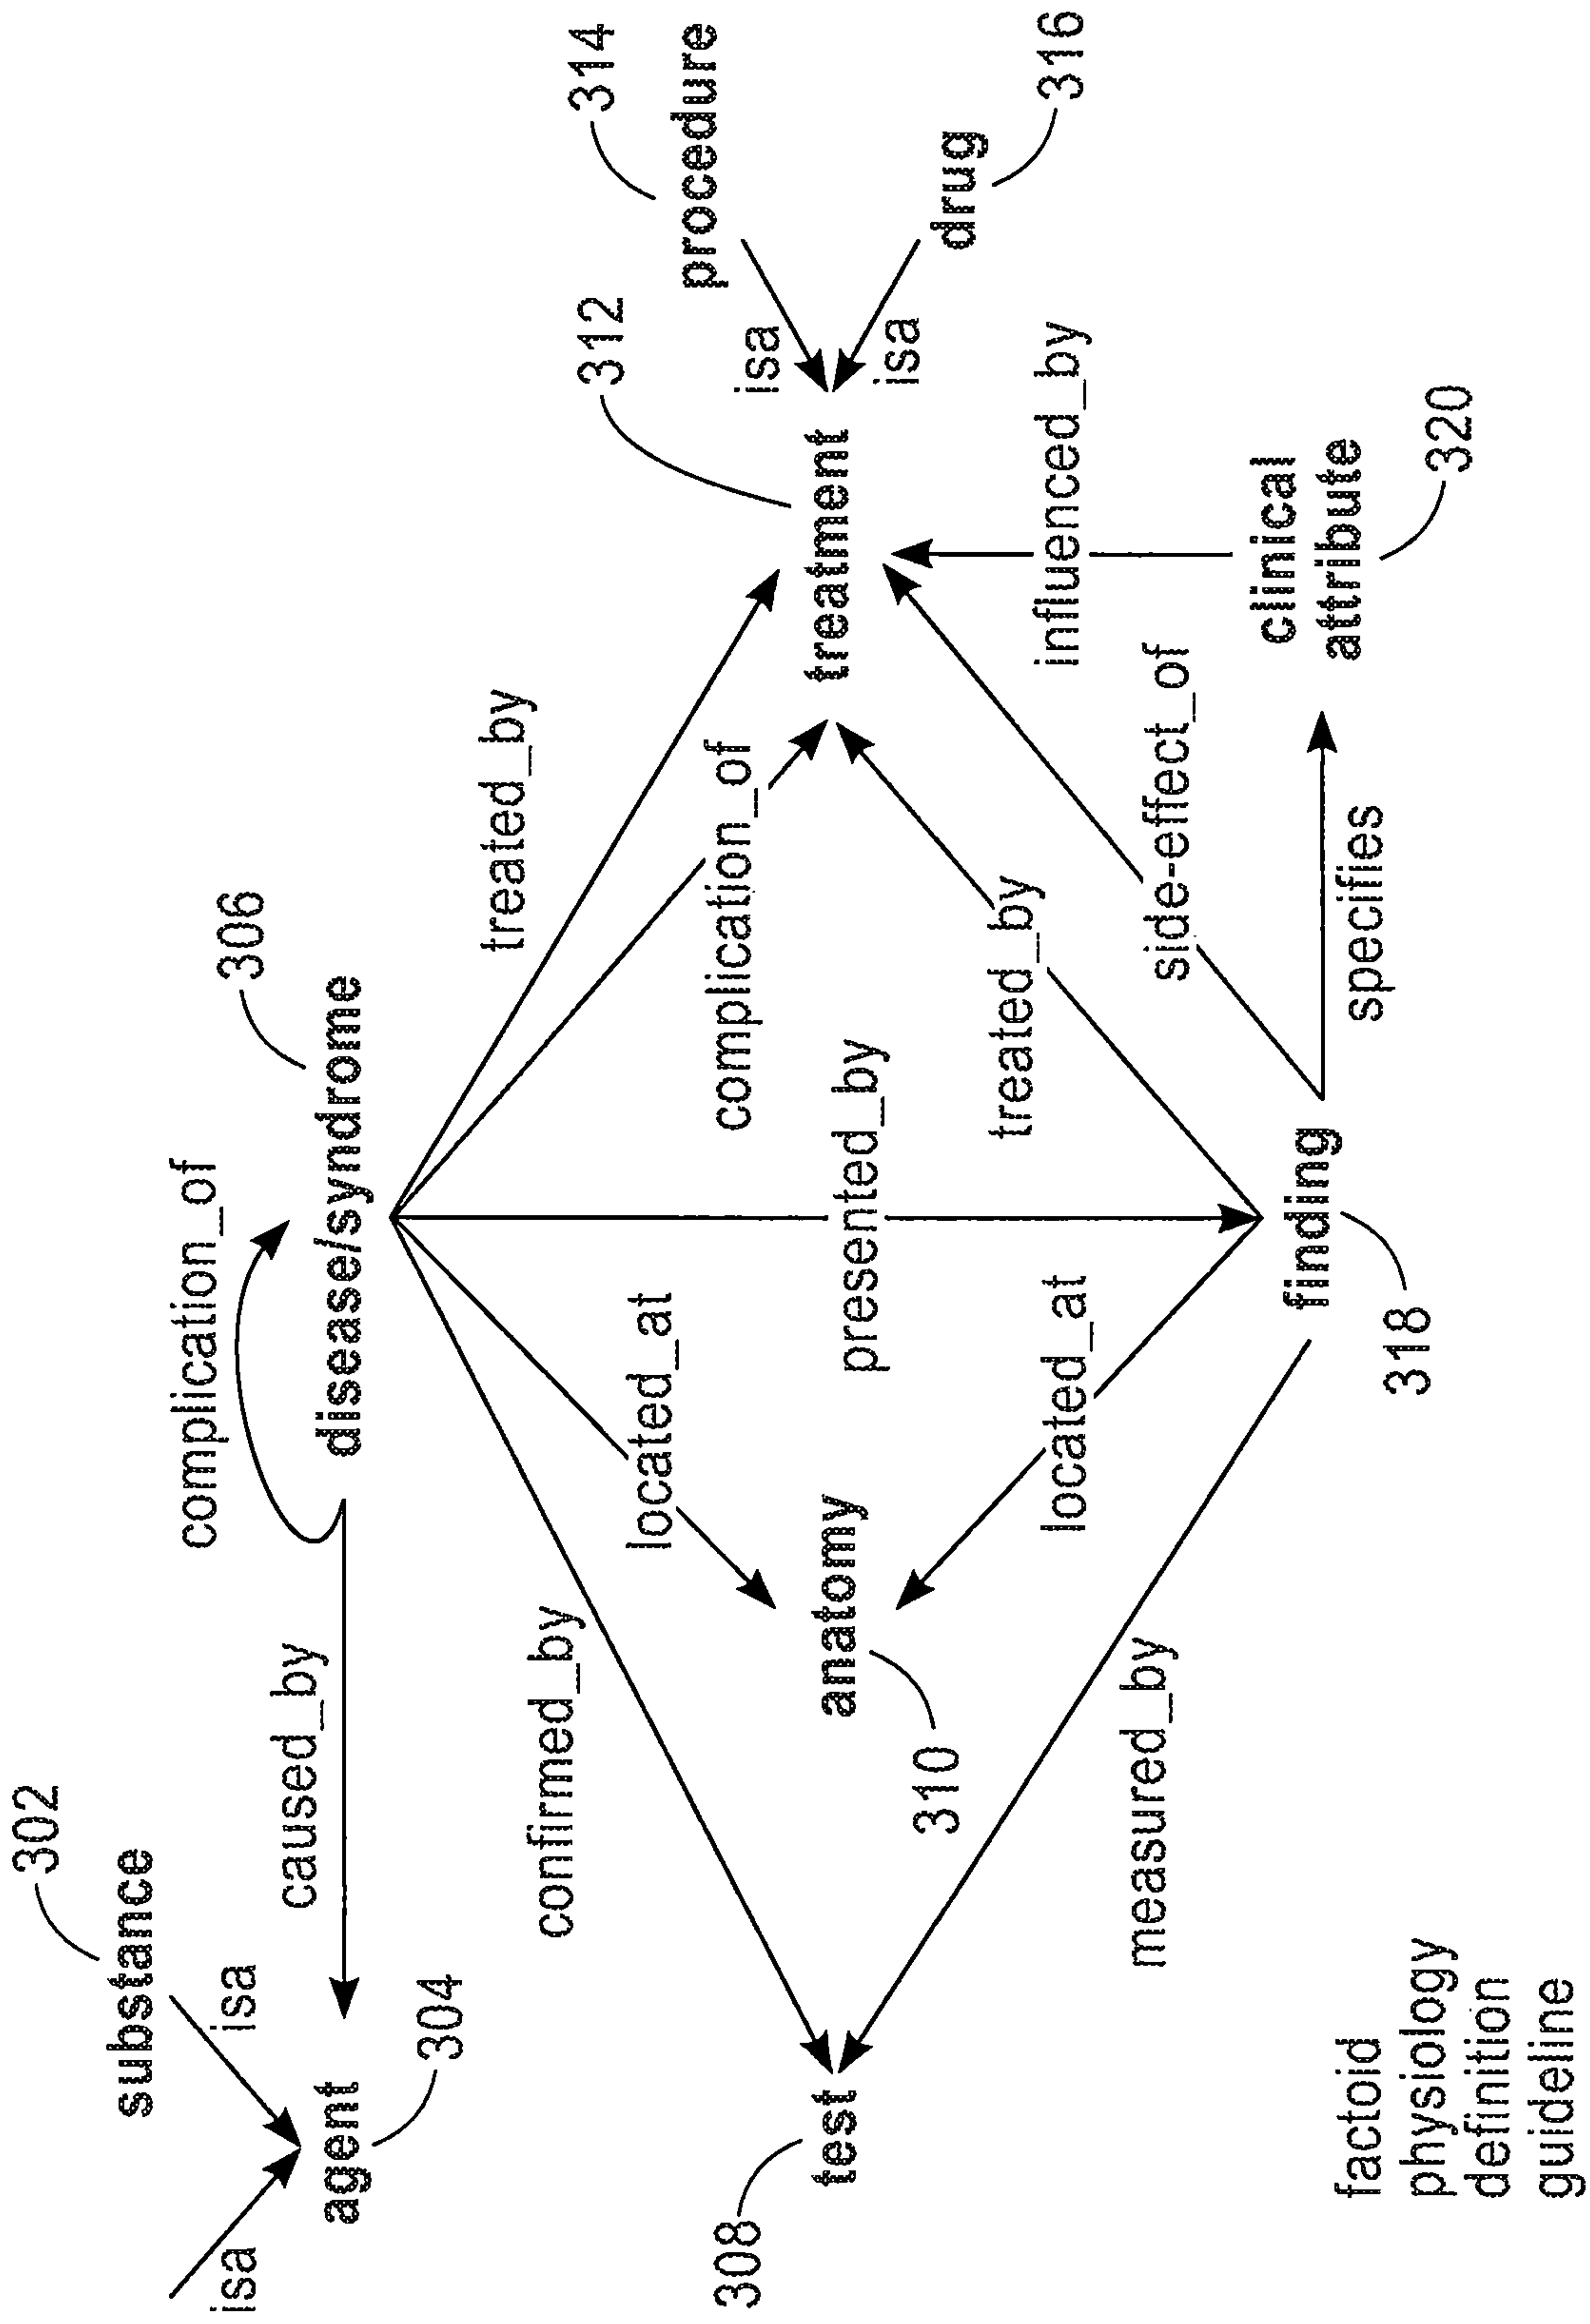 302
substance
isa
isa
agent
304
caused_by
complication_of
306
disease/syndrome
treated_by
confirmed_by
located_at
complication_of
312
314
procedure
isa
308
test
anatomy
310
presented_by
treatment
isa
drug
316
measured_by
located_at
treated_by
side-effect_of
influenced_by
finding
318
specifies
clinical
attribute
320
factoid
physiology
definition
guideline